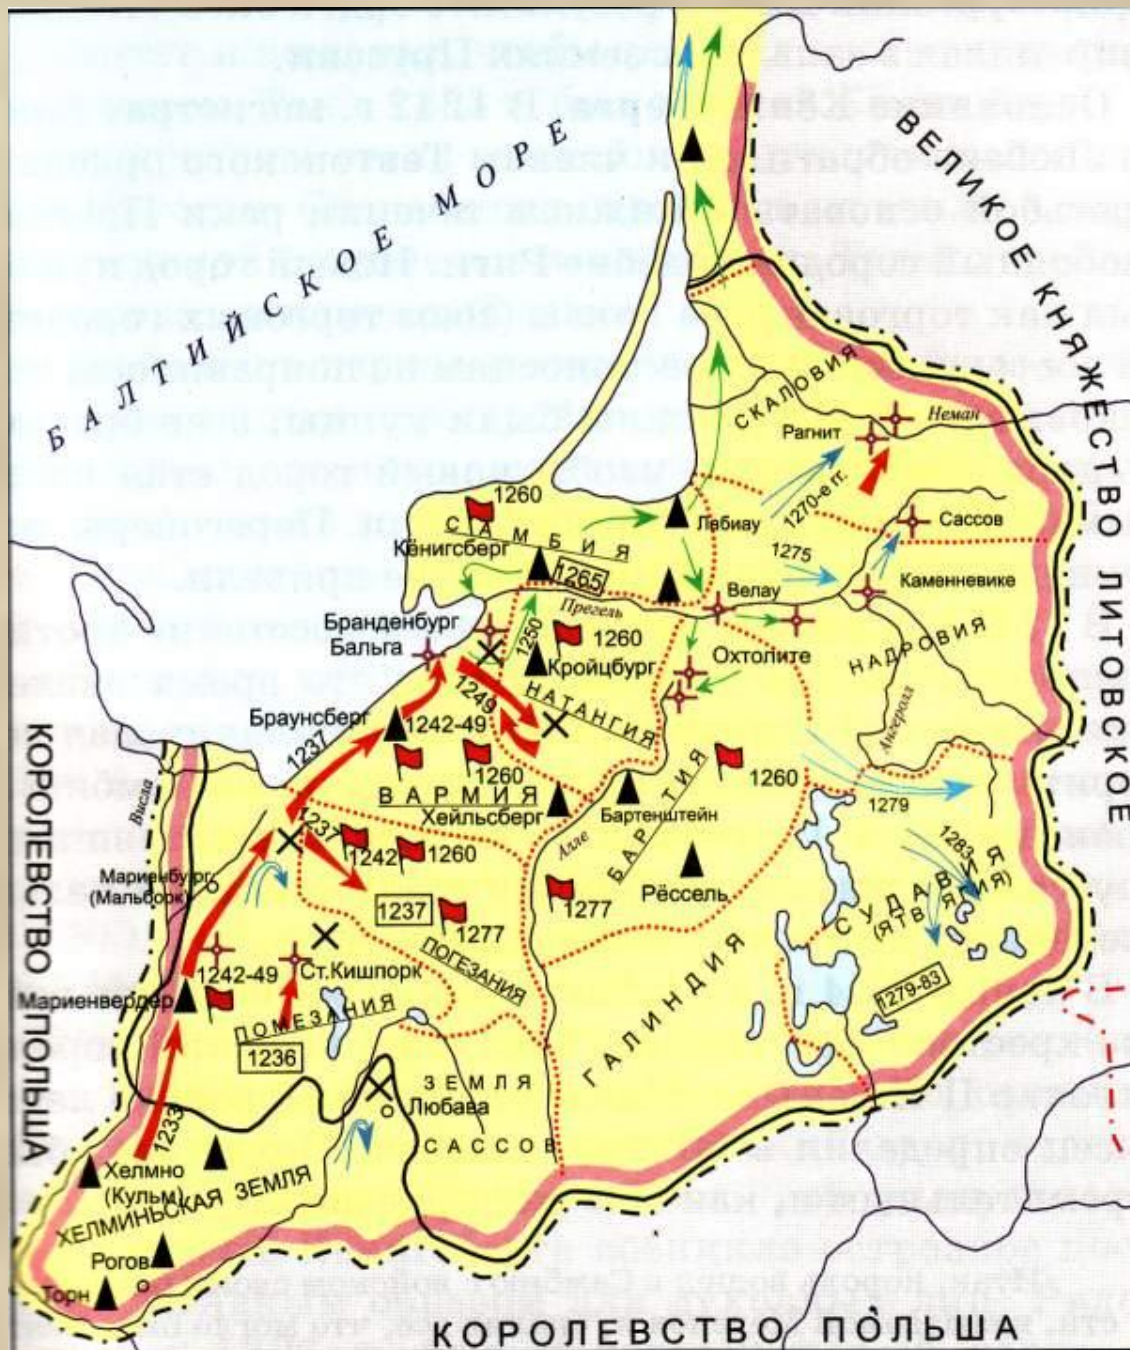 БАЛТИЙСКОЕ МОРЕ
ВЕЛИКОЕ КНЯЖЕСТВО ЛИТОВСКОЕ
СКАЛОВИЯ
Неман
Рагнит
1270-е гг.
1260
САМБИЯ
Лабиау
Сассов
Кёнигсберг
1265
1275
Каменневике
Прегель
Велау
Бранденбург
Бальга
1250
1260
НАДРОВИЯ
Кройцбург
Охтолите
1249
НАТАНГИЯ
Браунсберг
1242-49
1237
1260
1260
ВАРМИЯ
Хейльсберг
Бартенштейн
БАРТИЯ
1279
Висла
1237
1242
1260
Алле
1283
Мариенбург
(Мальборк)
Рёссель
СУДАВИЯ
(ЯТВЯГИЯ)
1237
1277
1277
ПОГЕЗАНИЯ
1242-49
Ст.Кишпорк
Мариенвердер
ПОМЕЗАНИЯ
1236
ГАЛИНДИЯ
1279-83
КОРОЛЕВСТВО ПОЛЬША
1233
ЗЕМЛЯ
Любава
САССОВ
Хелмно
(Кульм)
ХЕЛМИНЬСКАЯ ЗЕМЛЯ
Рогов
Торн
КОРОЛЕВСТВО ПОЛЬША